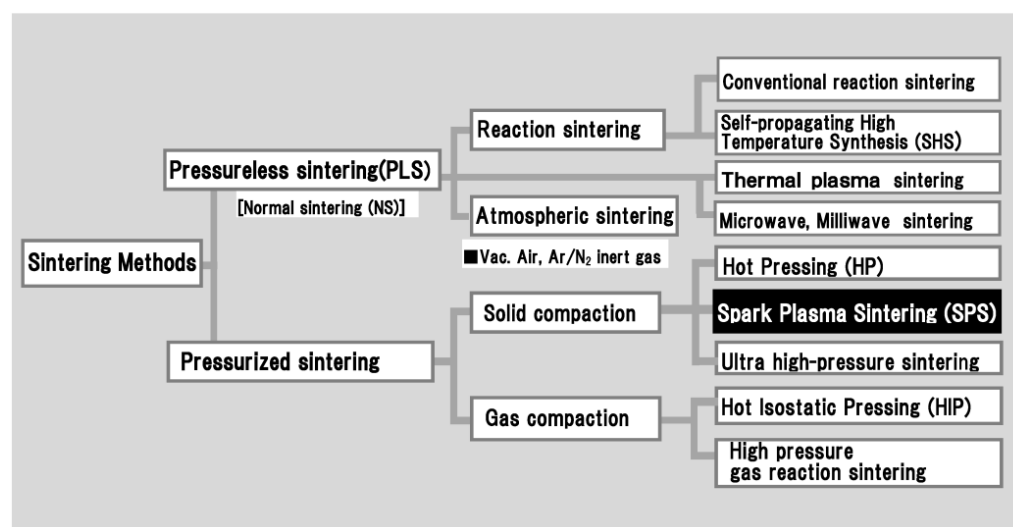 Sintering Methods
Pressureless sintering(PLS)
[Normal sintering (NS)]
Reaction sintering
Conventional reaction sintering
Self-propagating High
Temperature Synthesis (SHS)
Thermal plasma sintering
Microwave, Milliwave sintering
Atmospheric sintering
■Vac. Air, Ar/N₂ inert gas
Pressurized sintering
Solid compaction
Hot Pressing (HP)
Spark Plasma Sintering (SPS)
Ultra high-pressure sintering
Gas compaction
Hot Isostatic Pressing (HIP)
High pressure
gas reaction sintering